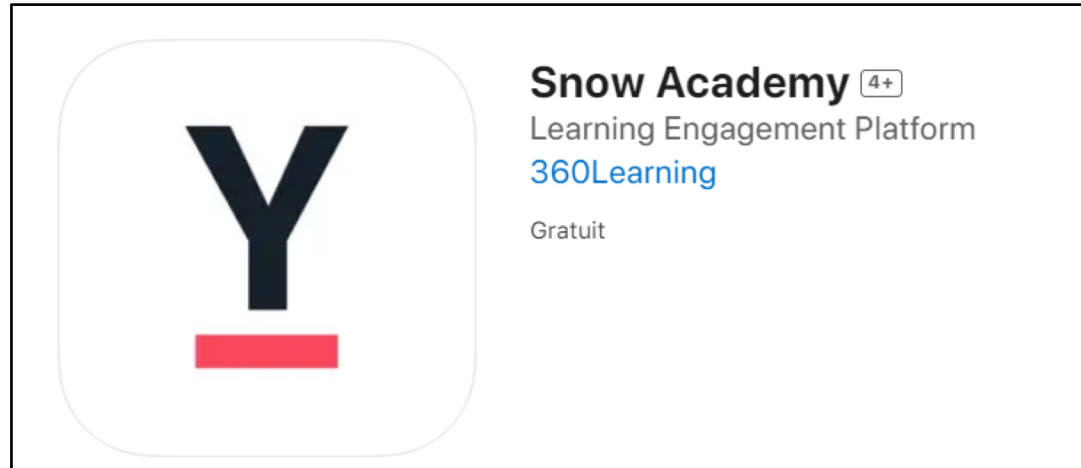 Y
Snow Academy 4+
Learning Engagement Platform
360Learning
Gratuit